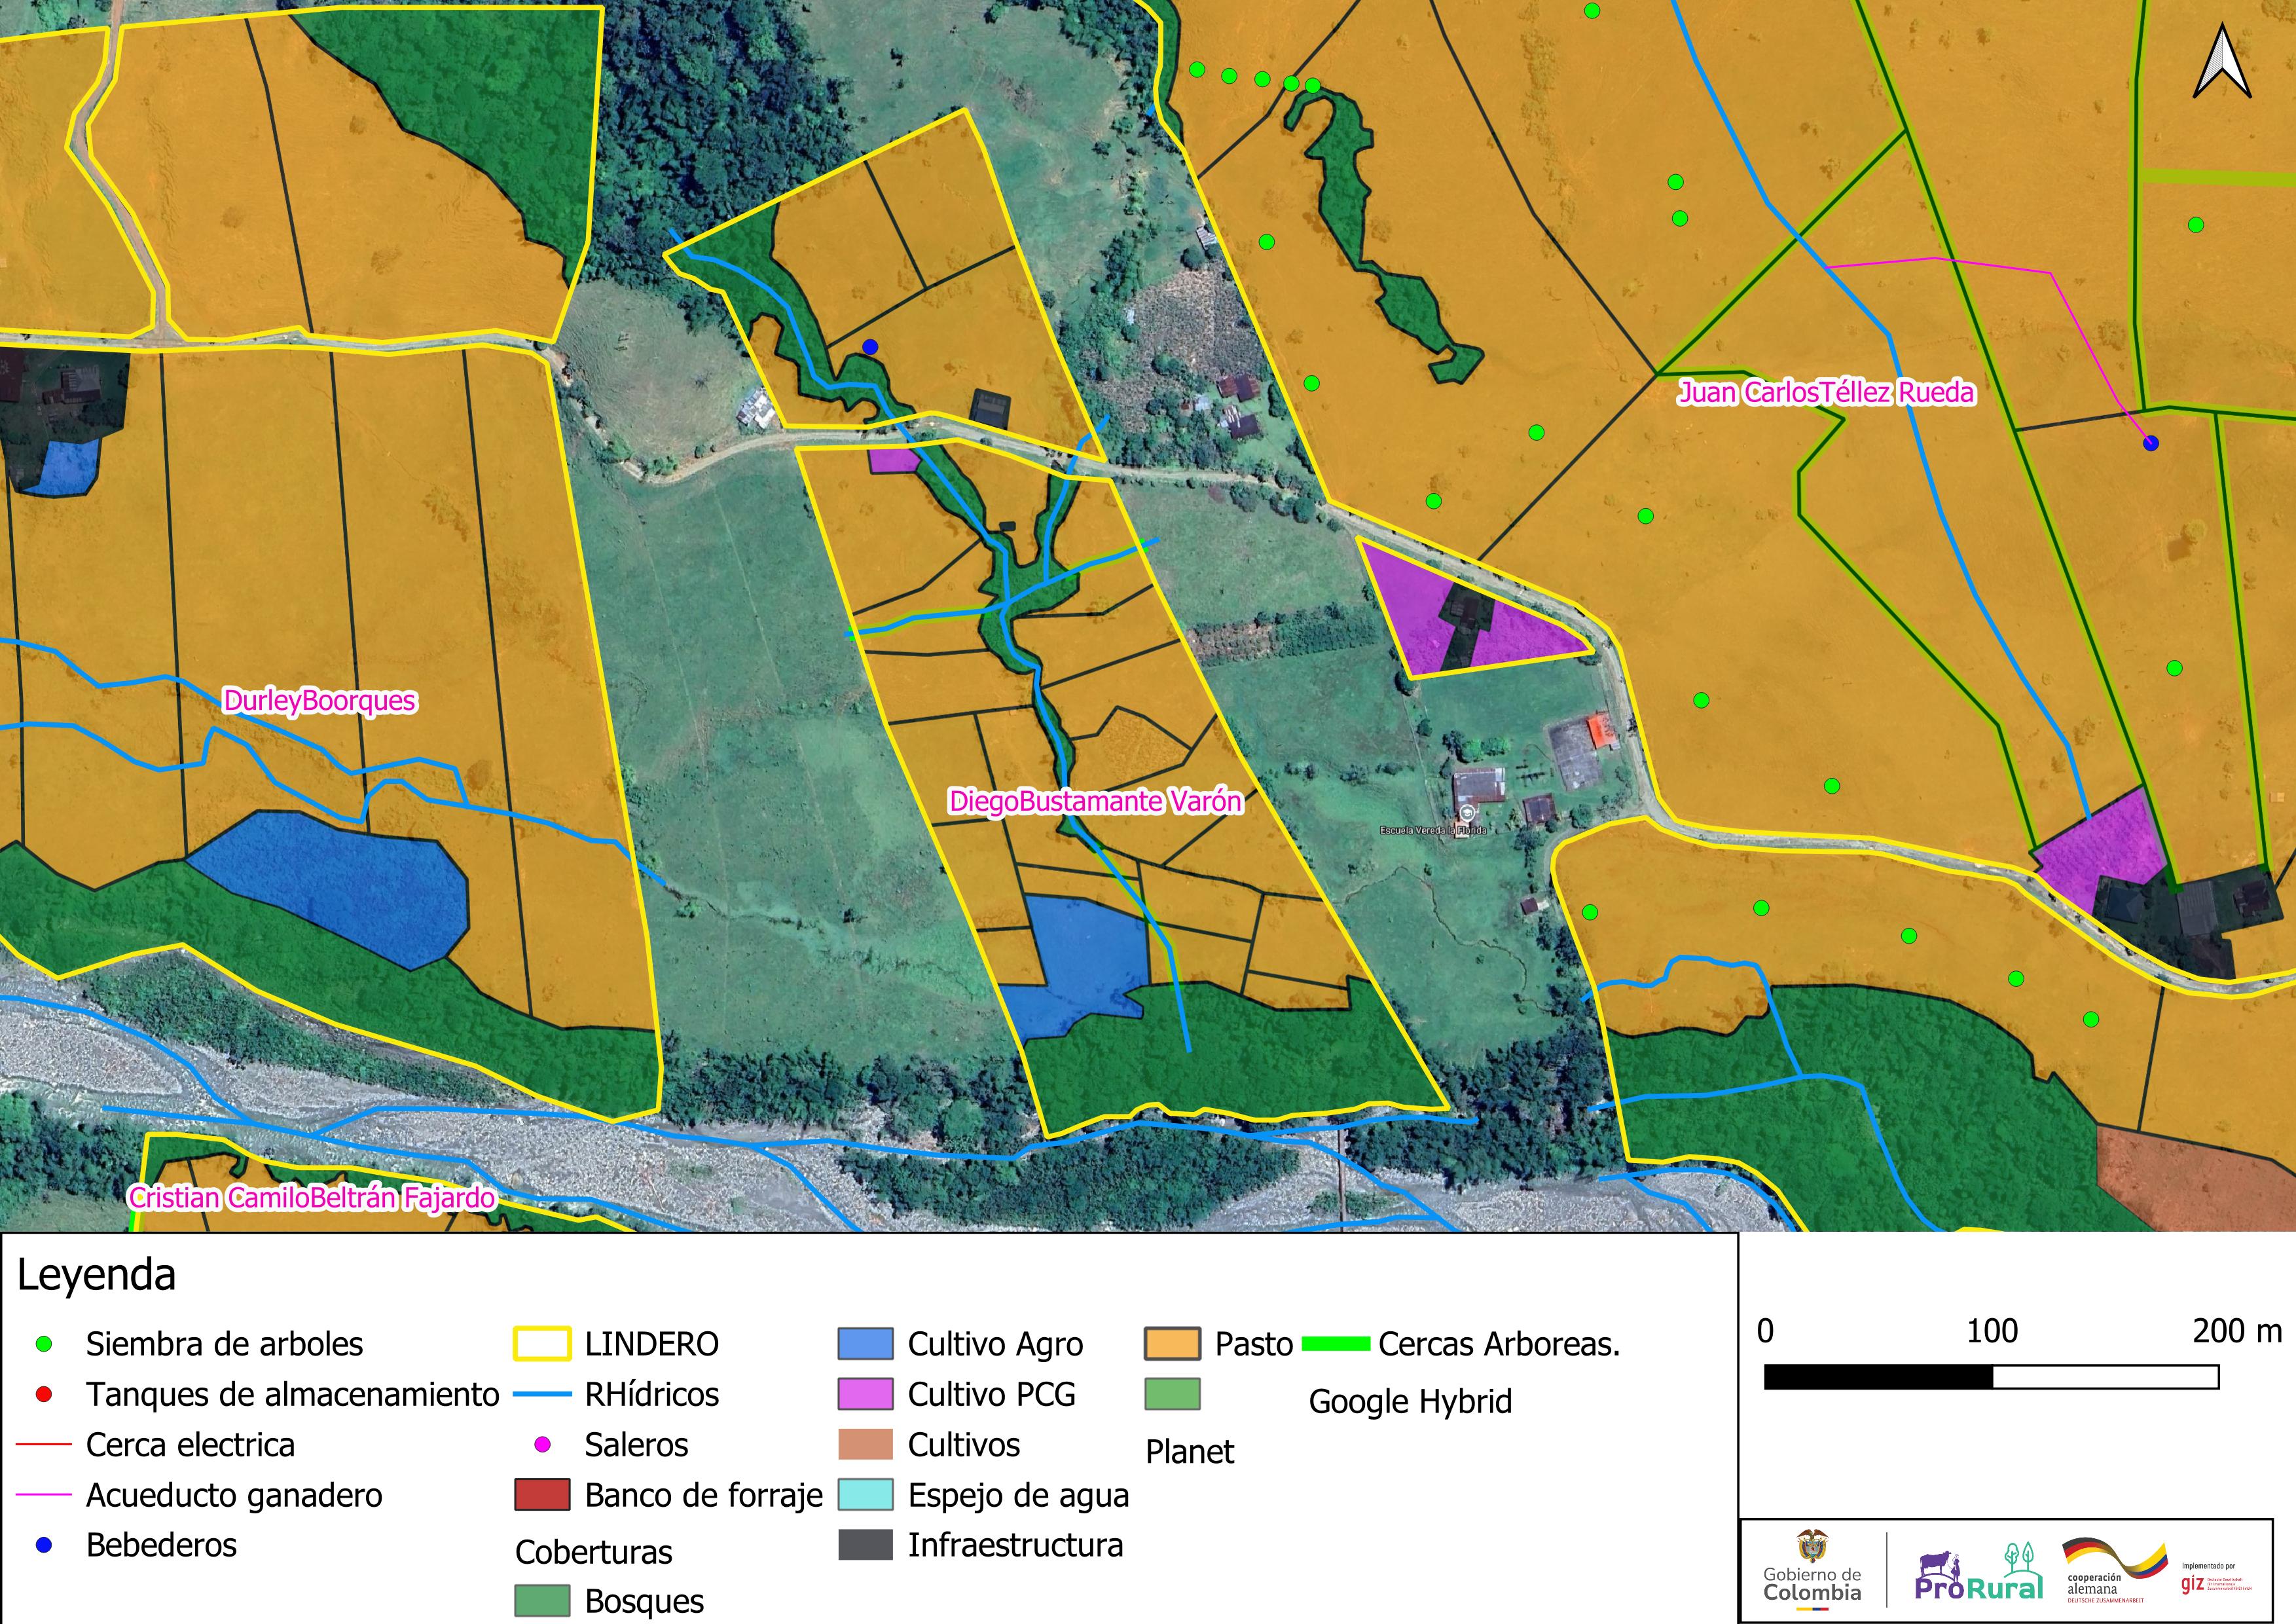 Juan CarlosTéllez Rueda
DurleyBoorques
DiegoBustamante Varón
Escuela Vereda la Florida
Cristian CamiloBeltrán Fajardo
Leyenda
Siembra de arboles
Tanques de almacenamiento
Cerca electrica
Acueducto ganadero
Bebederos
LINDERO
RHídricos
Saleros
Banco de forraje
Coberturas
Bosques
Cultivo Agro
Cultivo PCG
Cultivos
Espejo de agua
Infraestructura
Pasto
Planet
Cercas Arboreas.
Google Hybrid
0 100 200 m
Gobierno de
Colombia
ProRural
cooperación
alemana
DEUTSCHE ZUSAMMENARBEIT
Implementado por
giz